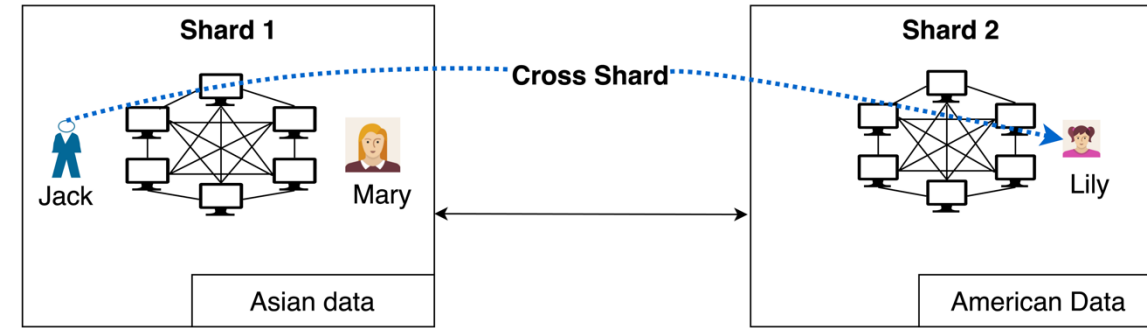 Shard 1
Shard 2
Cross Shard
Jack
Mary
Lily
Asian data
American Data